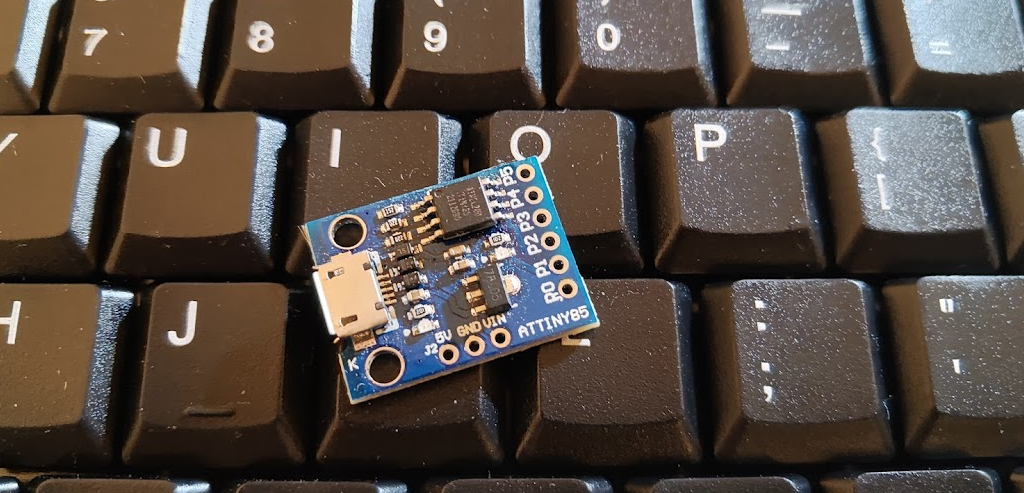 7 8 9 0 - =
Y U I O P { [
H J : ; " '
P5
P4
P3
P2
P1
P0
5V GND VIN
J2
ATTINY85
K